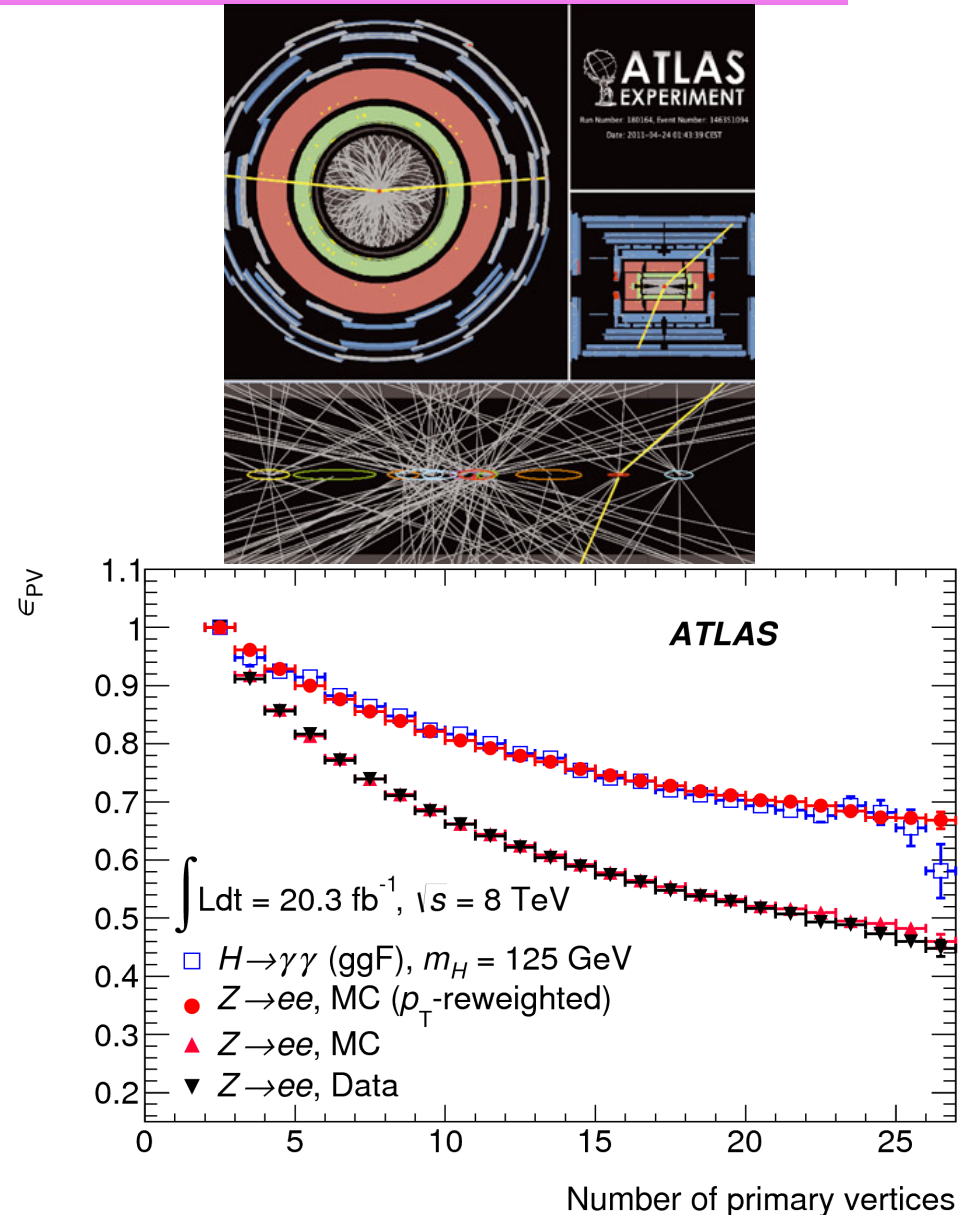 ATLAS
EXPERIMENT
Run Number: 180164, Event Number: 146351094
Date: 2011-04-24 01:43:39 CEST
ϵPV
1.1
1
0.9
0.8
0.7
0.6
0.5
0.4
0.3
0.2
ATLAS
∫Ldt = 20.3 fb⁻¹, √s = 8 TeV
H→γγ (ggF), mH = 125 GeV
Z→ee, MC (pT-reweighted)
Z→ee, MC
Z→ee, Data
0 5 10 15 20 25
Number of primary vertices